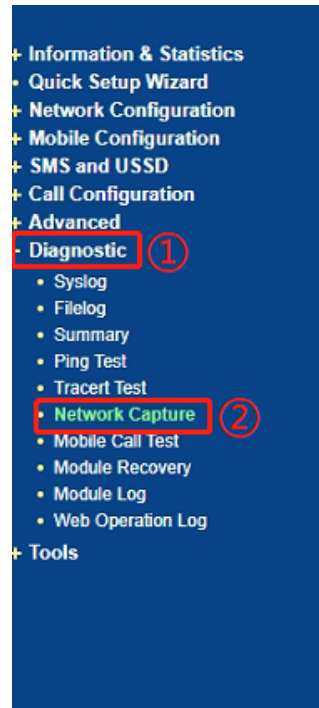 + Information & Statistics
• Quick Setup Wizard
+ Network Configuration
+ Mobile Configuration
+ SMS and USSD
+ Call Configuration
+ Advanced
- Diagnostic ①
• Syslog
• Filelog
• Summary
• Ping Test
• Tracert Test
• Network Capture ②
• Mobile Call Test
• Module Recovery
• Module Log
• Web Operation Log
+ Tools